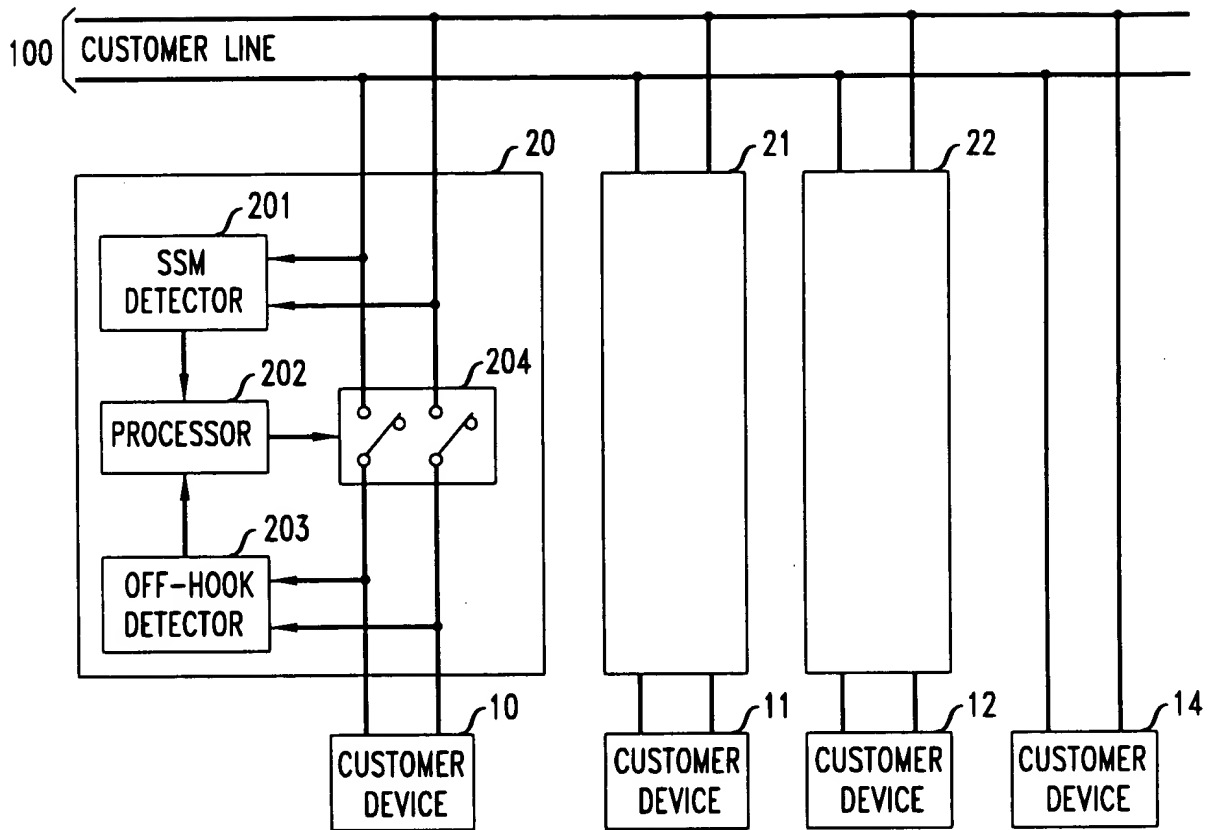 100
CUSTOMER LINE
20
21
22
201
SSM
DETECTOR
202
PROCESSOR
204
203
OFF-HOOK
DETECTOR
10
CUSTOMER
DEVICE
11
CUSTOMER
DEVICE
12
CUSTOMER
DEVICE
14
CUSTOMER
DEVICE